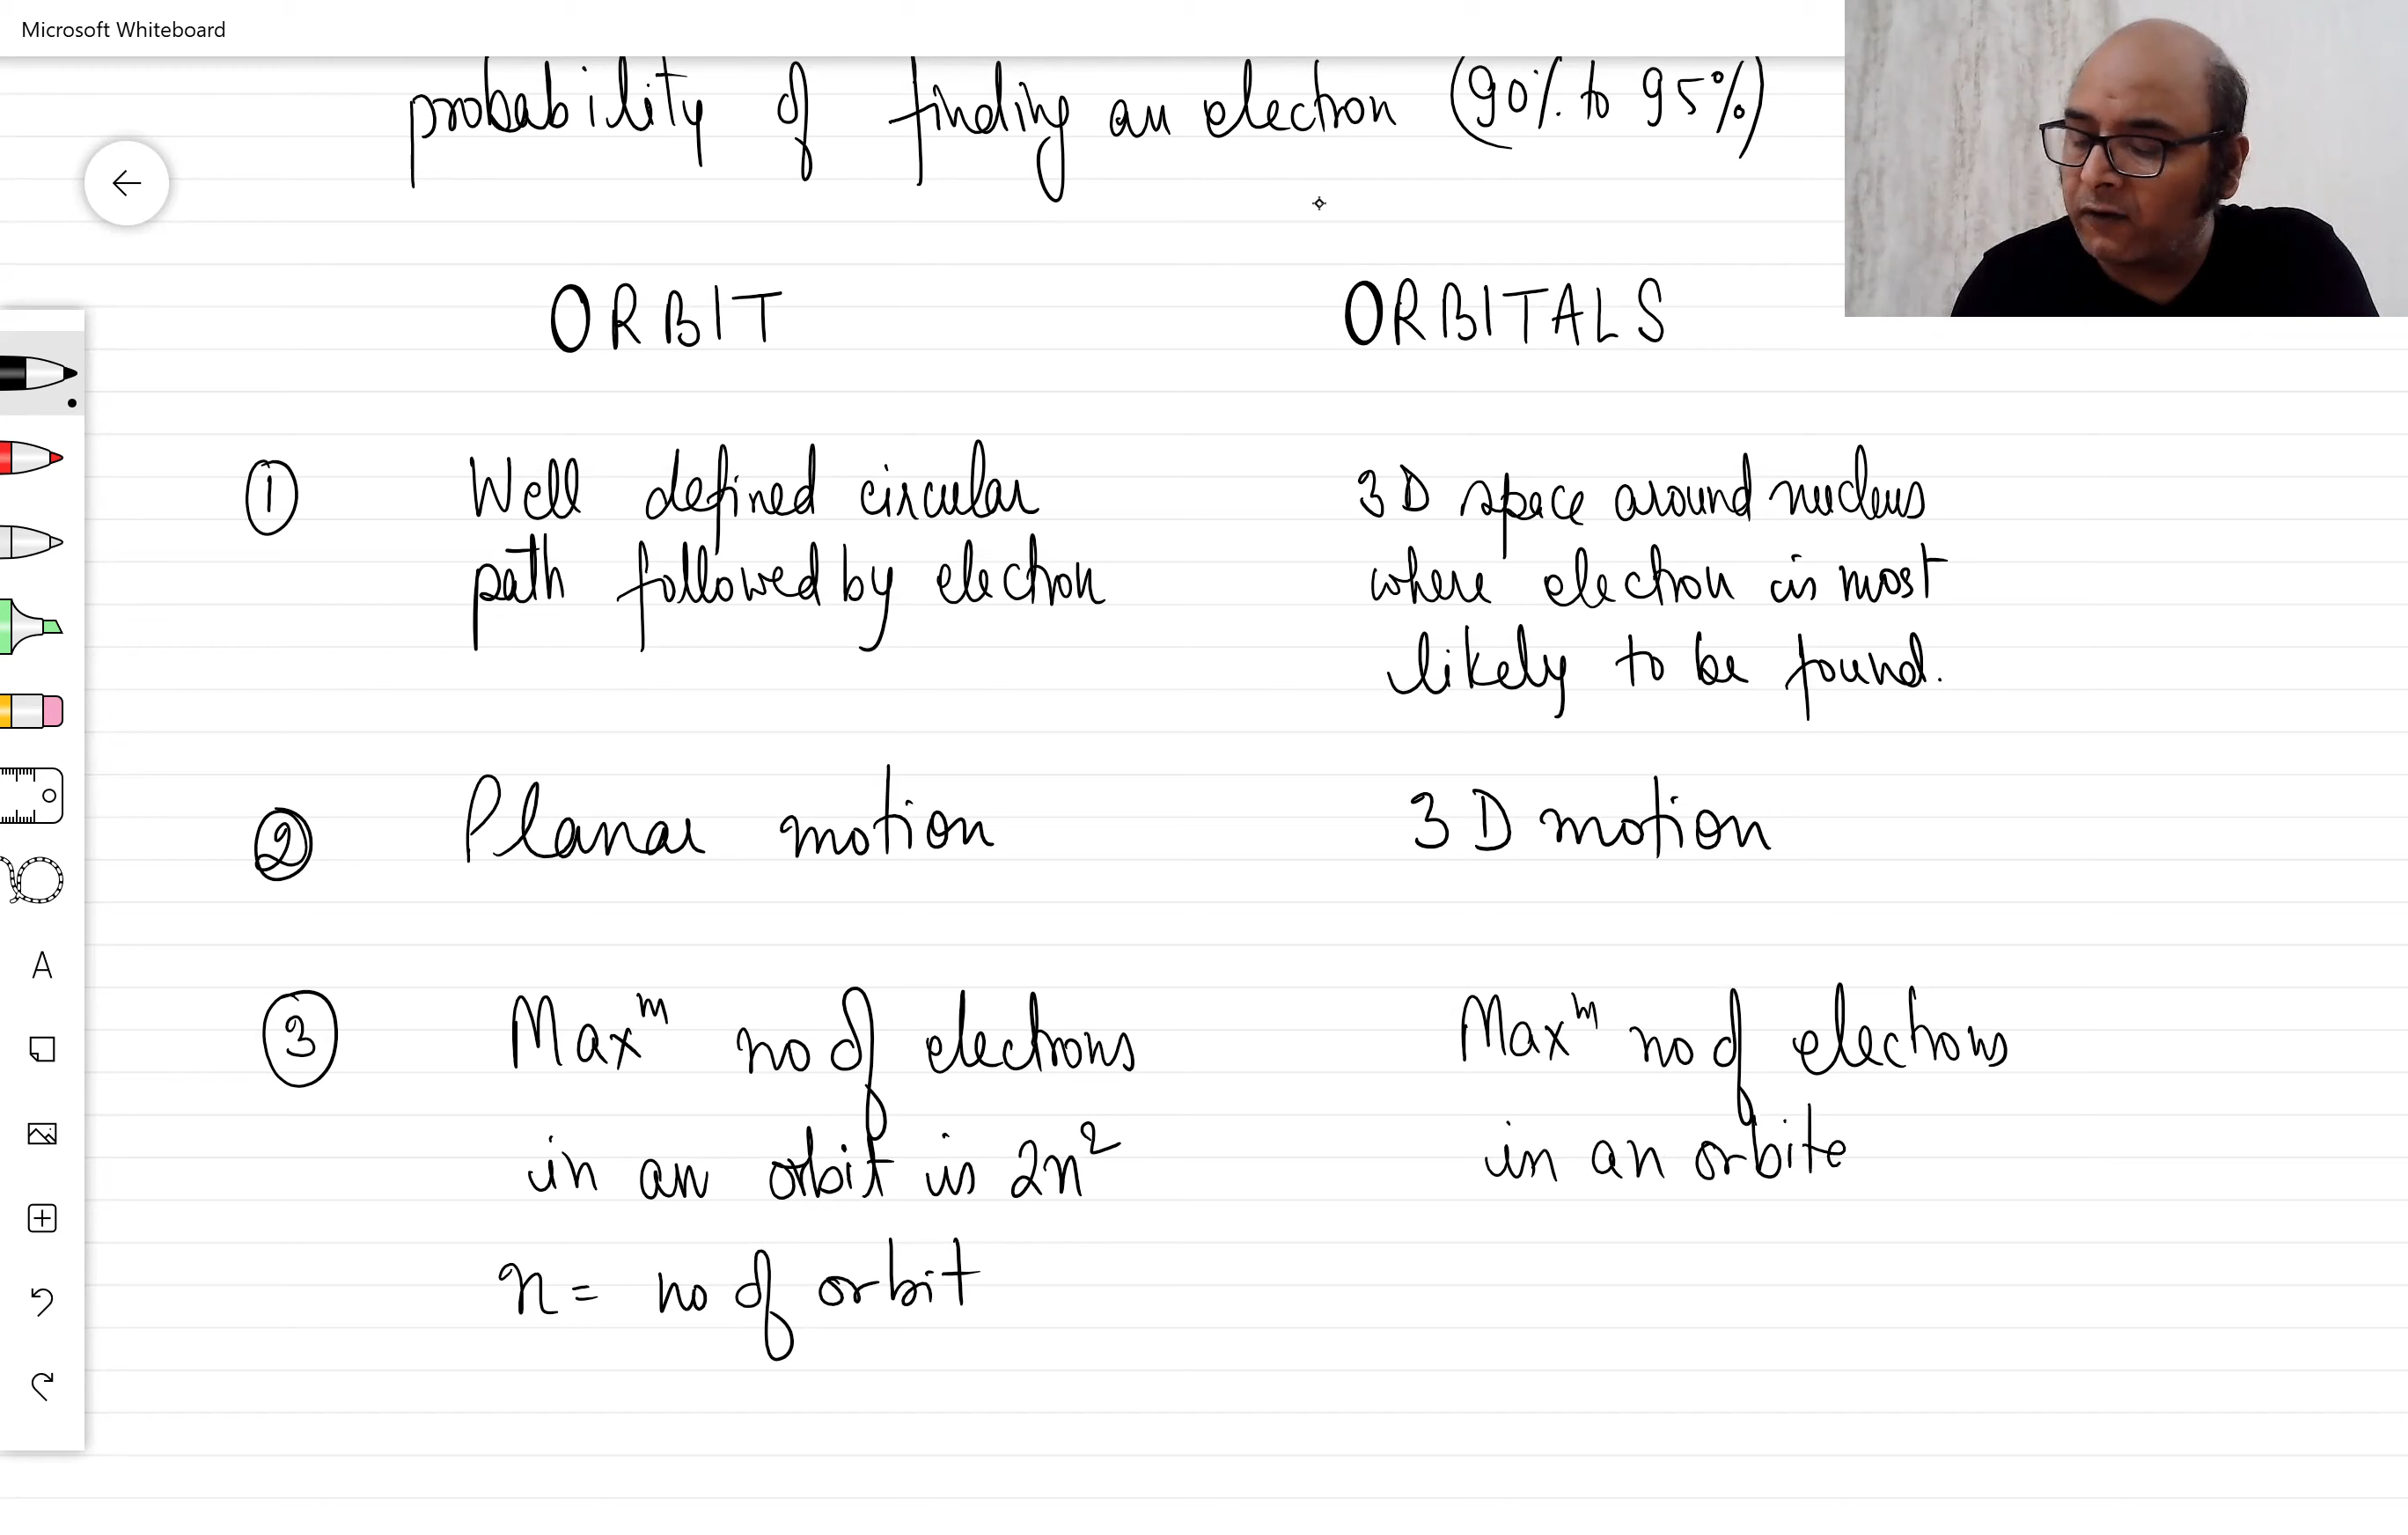 Microsoft Whiteboard
probability of finding an electron (90% to 95%)
ORBIT ORBITALS
① Well defined circular 3D space around nucleus
path followed by electron where electron is most
likely to be found.
② Planar motion 3D motion
③ Maxᵐ no of electrons Maxᵐ no of electrons
in an orbit is 2n² in an orbite
n = no of orbit
A